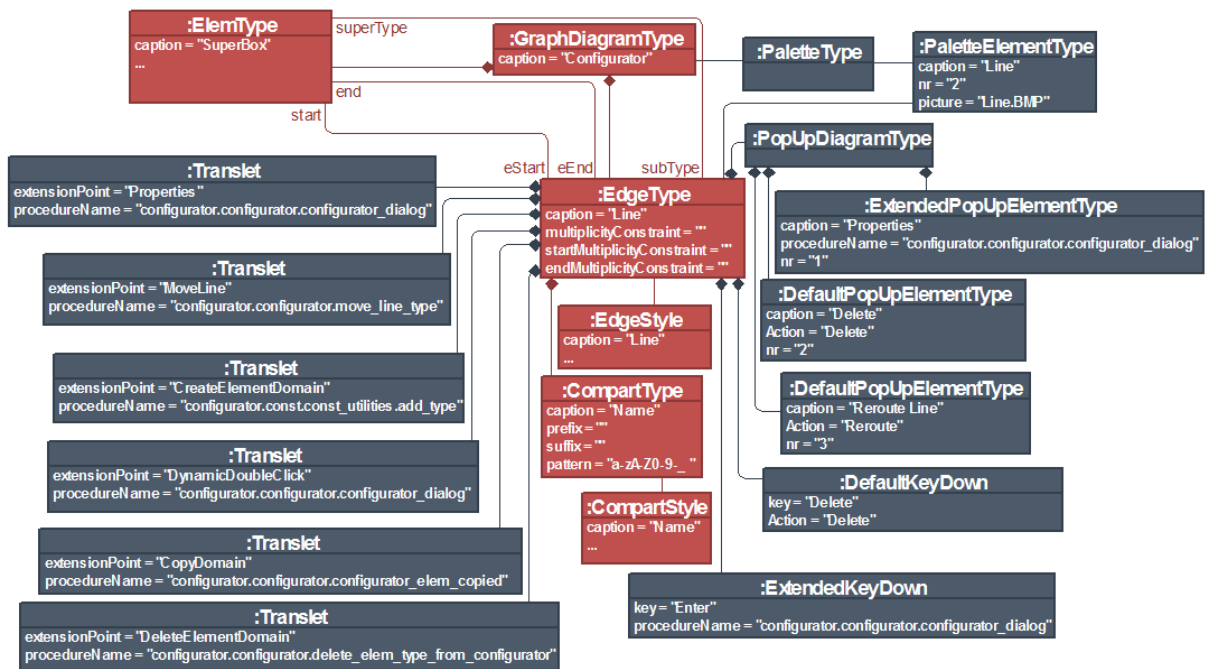 :ElemType
caption = "SuperBox"
...
superType
end
start
:GraphDiagramType
caption = "Configurator"
:PaletteType
:PaletteElementType
caption = "Line"
nr = "2"
picture = "Line.BMP"
:PopUpDiagramType
eStart
eEnd
subType
:Translet
extensionPoint = "Properties"
procedureName = "configurator.configurator.configurator_dialog"
:EdgeType
caption = "Line"
multiplicityConstraint = ""
startMultiplicityConstraint = ""
endMultiplicityConstraint = ""
:ExtendedPopUpElementType
caption = "Properties"
procedureName = "configurator.configurator.configurator_dialog"
nr = "1"
:Translet
extensionPoint = "MoveLine"
procedureName = "configurator.configurator.move_line_type"
:DefaultPopUpElementType
caption = "Delete"
Action = "Delete"
nr = "2"
:EdgeStyle
caption = "Line"
...
:Translet
extensionPoint = "CreateElementDomain"
procedureName = "configurator.const.const_utilities.add_type"
:CompartType
caption = "Name"
prefix = ""
suffix = ""
pattern = "a-zA-Z0-9-_ "
:DefaultPopUpElementType
caption = "Reroute Line"
Action = "Reroute"
nr = "3"
:Translet
extensionPoint = "DynamicDoubleClick"
procedureName = "configurator.configurator.configurator_dialog"
:DefaultKeyDown
key = "Delete"
Action = "Delete"
:CompartStyle
caption = "Name"
...
:Translet
extensionPoint = "CopyDomain"
procedureName = "configurator.configurator.configurator_elem_copied"
:ExtendedKeyDown
key = "Enter"
procedureName = "configurator.configurator.configurator_dialog"
:Translet
extensionPoint = "DeleteElementDomain"
procedureName = "configurator.configurator.delete_elem_type_from_configurator"